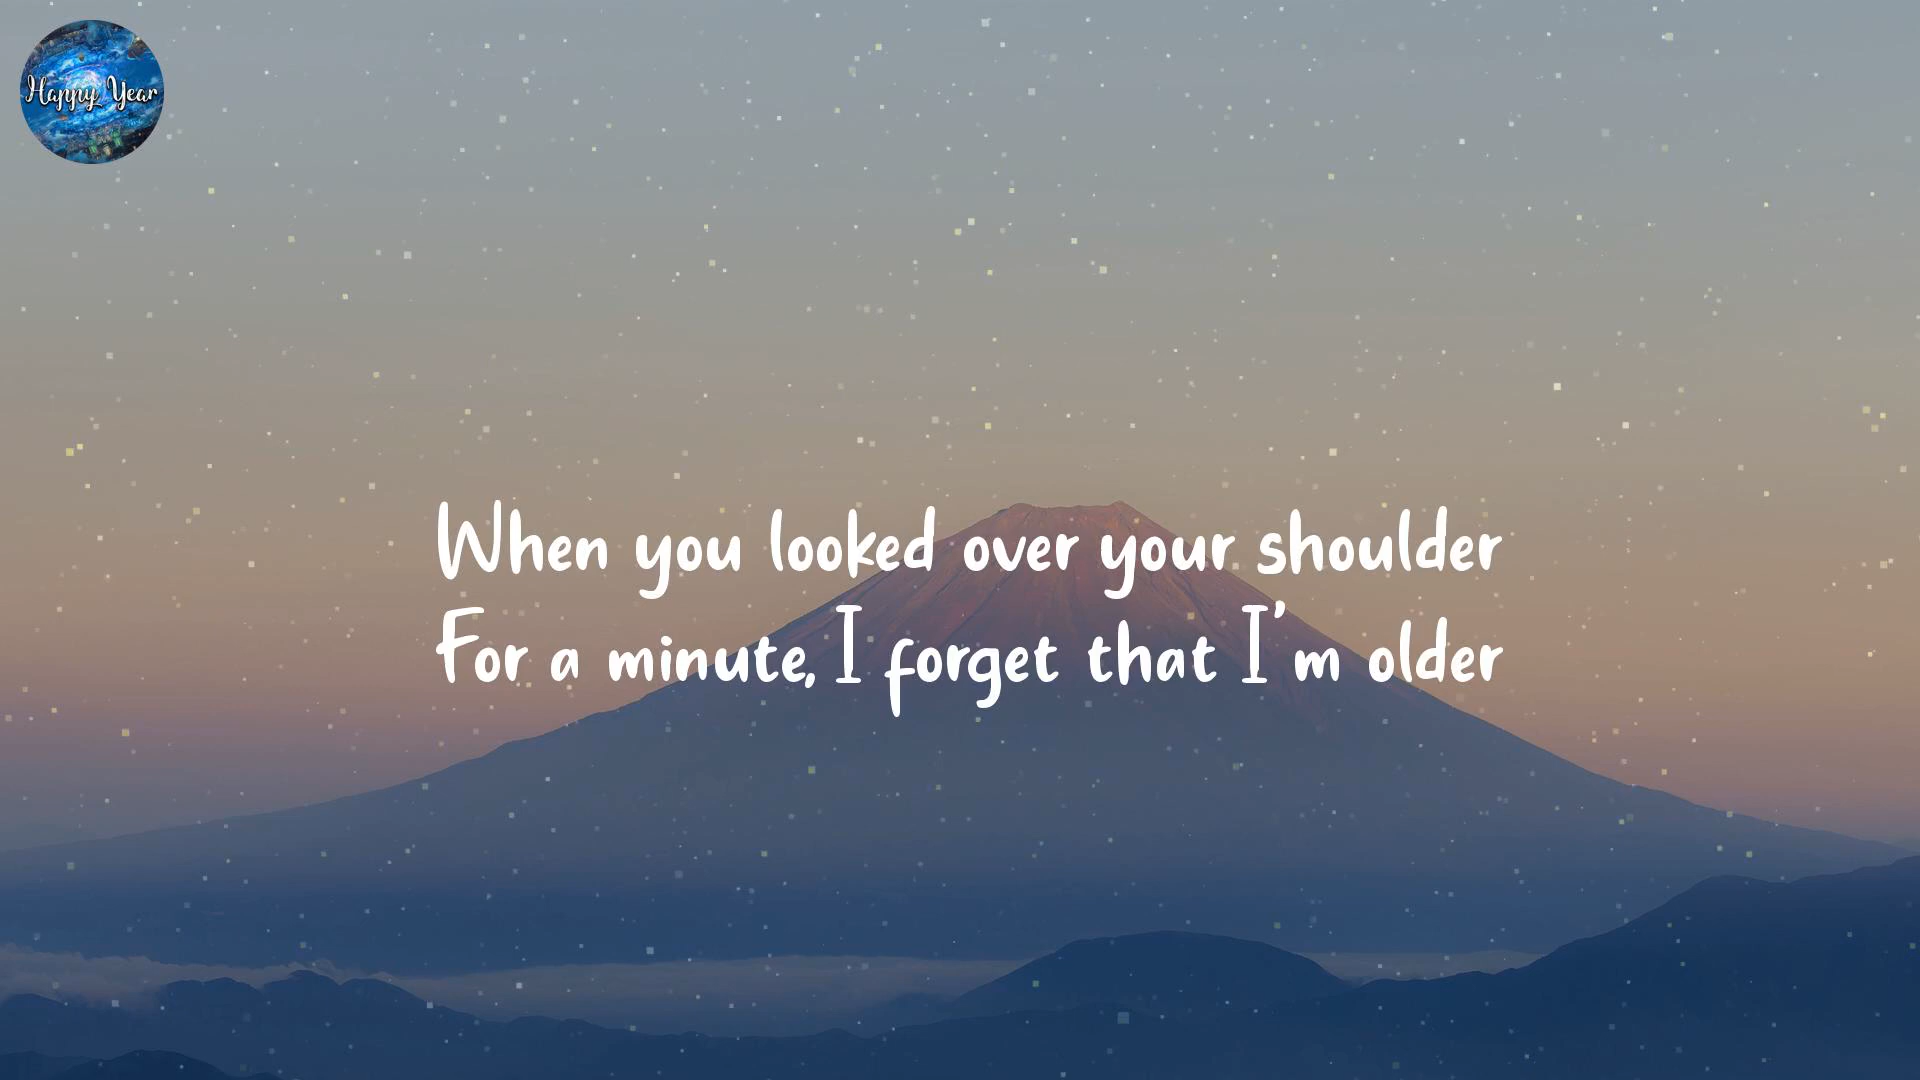 Happy Year
When you looked over your shoulder
For a minute, I forget that I'm older